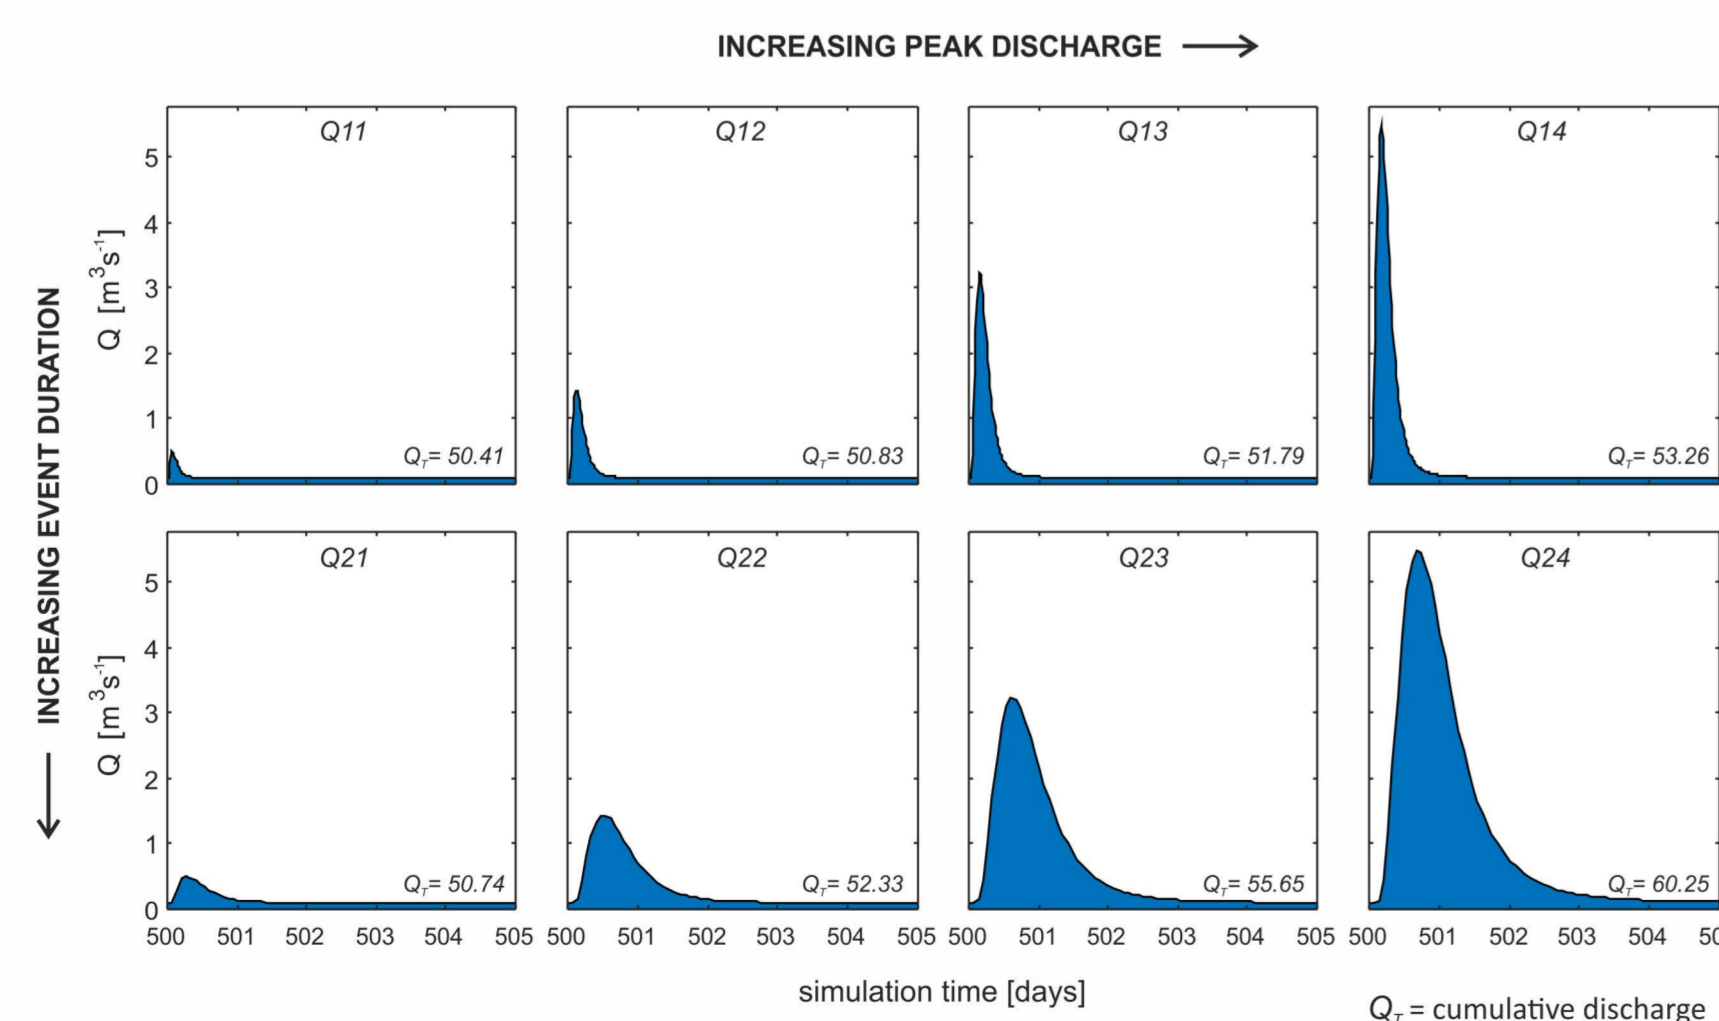 INCREASING PEAK DISCHARGE →
INCREASING EVENT DURATION
Q11
Q12
Q13
Q14
Q [m³s⁻¹]
5
4
3
2
1
0
Q_T= 50.41
Q_T= 50.83
Q_T= 51.79
Q_T= 53.26
Q21
Q22
Q23
Q24
Q [m³s⁻¹]
5
4
3
2
1
0
Q_T= 50.74
Q_T= 52.33
Q_T= 55.65
Q_T= 60.25
500 501 502 503 504 505
500 501 502 503 504 505
500 501 502 503 504 505
500 501 502 503 504
simulation time [days]
Q_T = cumulative discharge